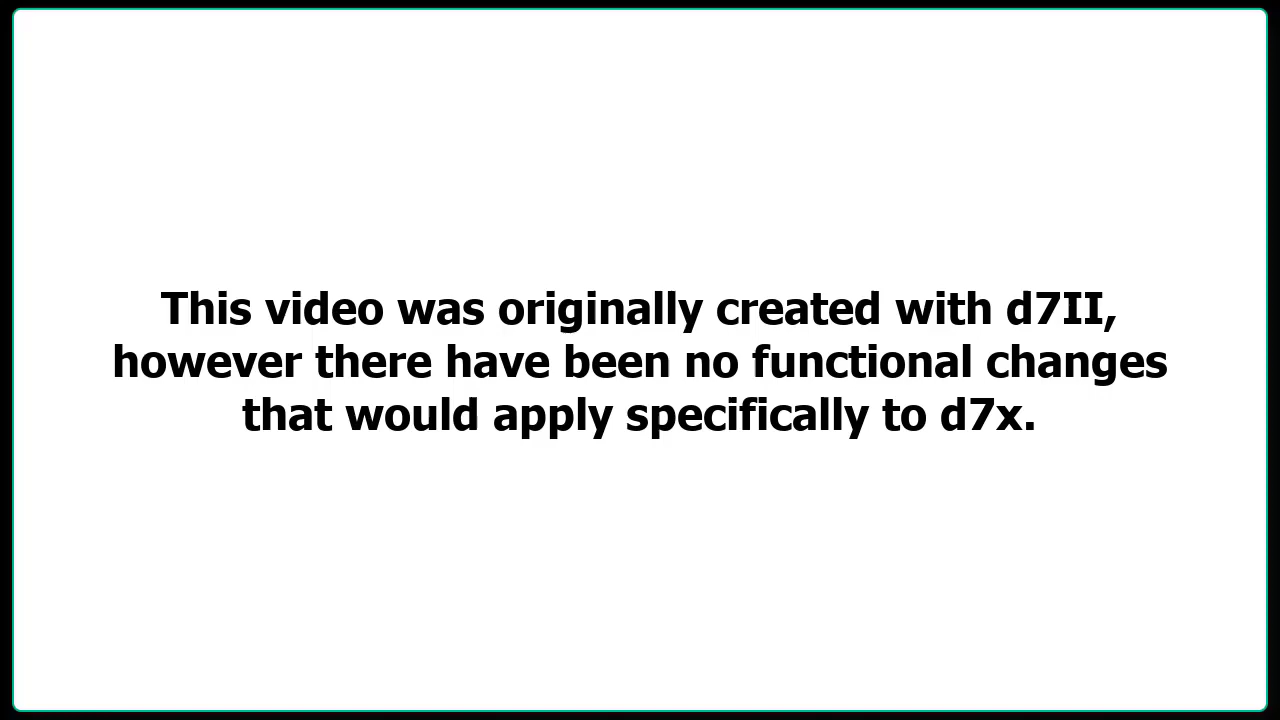 This video was originally created with d7II,
however there have been no functional changes
that would apply specifically to d7x.